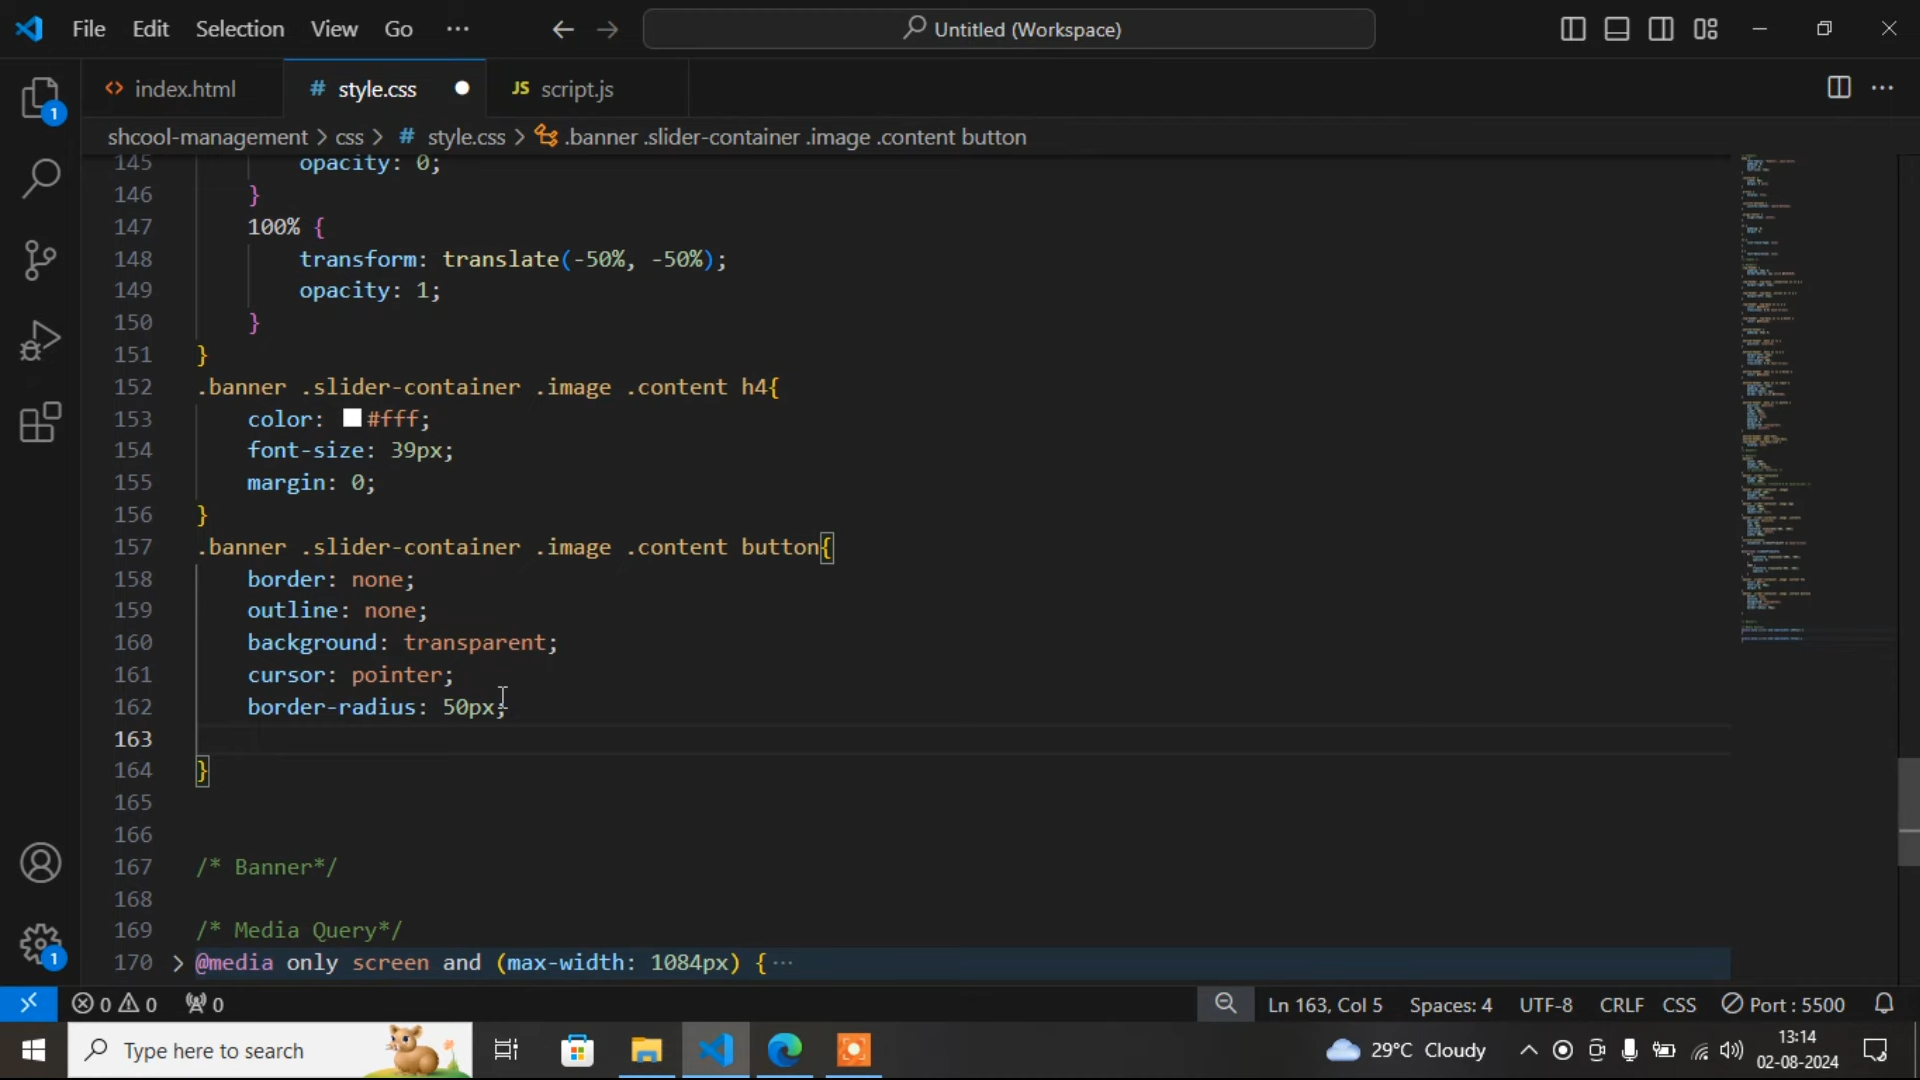 File Edit Selection View Go ··· Untitled (Workspace)
index.html # style.css JS script.js
shcool-management > css > # style.css > .banner .slider-container .image .content button
145 opacity: 0;
146 }
147 100% {
148 transform: translate(-50%, -50%);
149 opacity: 1;
150 }
151 }
152 .banner .slider-container .image .content h4{
153 color: #fff;
154 font-size: 39px;
155 margin: 0;
156 }
157 .banner .slider-container .image .content button{
158 border: none;
159 outline: none;
160 background: transparent;
161 cursor: pointer;
162 border-radius: 50px;
163
164 }
165
166
167 /* Banner*/
168
169 /* Media Query*/
170 @media only screen and (max-width: 1084px) {···
0 0 0 Ln 163, Col 5 Spaces: 4 UTF-8 CRLF CSS Port : 5500
Type here to search 29°C Cloudy 13:14
02-08-2024
1
1